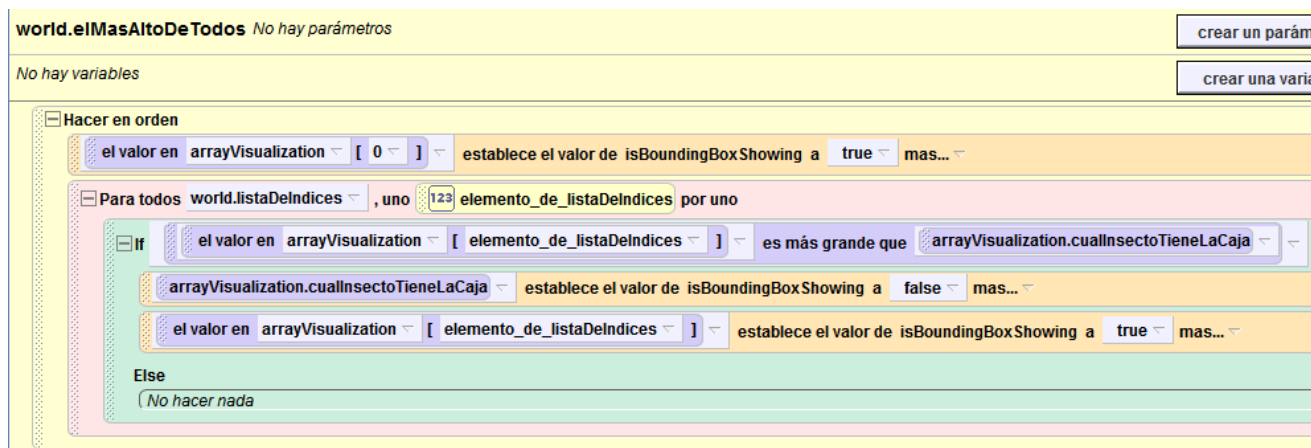 world.elMasAltoDeTodos No hay parámetros crear un parám
No hay variables crear una varia
Hacer en orden
el valor en arrayVisualization [ 0 ] establece el valor de isBoundingBoxShowing a true mas...
Para todos world.listaDeIndices , uno 123 elemento_de_listaDeIndices por uno
If el valor en arrayVisualization [ elemento_de_listaDeIndices ] es más grande que arrayVisualization.cualInsectoTieneLaCaja
arrayVisualization.cualInsectoTieneLaCaja establece el valor de isBoundingBoxShowing a false mas...
el valor en arrayVisualization [ elemento_de_listaDeIndices ] establece el valor de isBoundingBoxShowing a true mas...
Else
No hacer nada